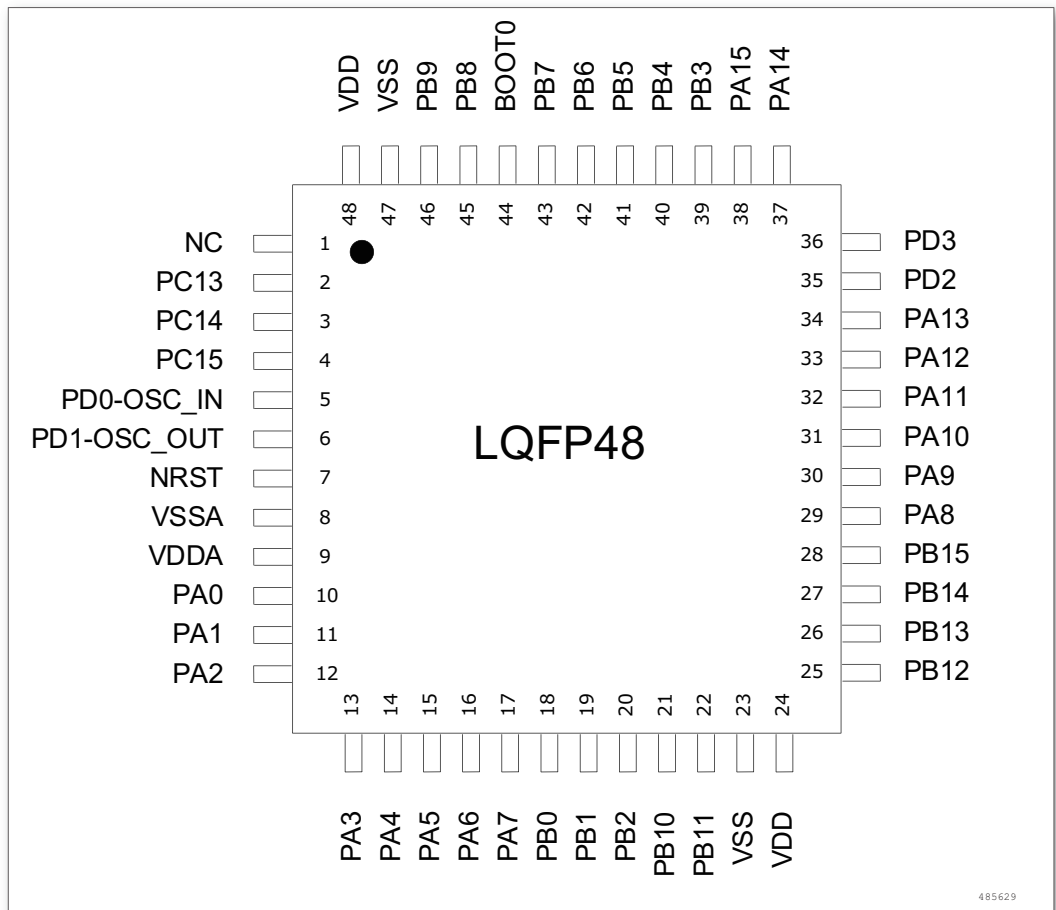 VDD
VSS
PB9
PB8
BOOT0
PB7
PB6
PB5
PB4
PB3
PA15
PA14
48
47
46
45
44
43
42
41
40
39
38
37
NC 1
PC13 2
PC14 3
PC15 4
PD0-OSC_IN 5
PD1-OSC_OUT 6
NRST 7
VSSA 8
VDDA 9
PA0 10
PA1 11
PA2 12
LQFP48
36 PD3
35 PD2
34 PA13
33 PA12
32 PA11
31 PA10
30 PA9
29 PA8
28 PB15
27 PB14
26 PB13
25 PB12
13
14
15
16
17
18
19
20
21
22
23
24
PA3
PA4
PA5
PA6
PA7
PB0
PB1
PB2
PB10
PB11
VSS
VDD
485629